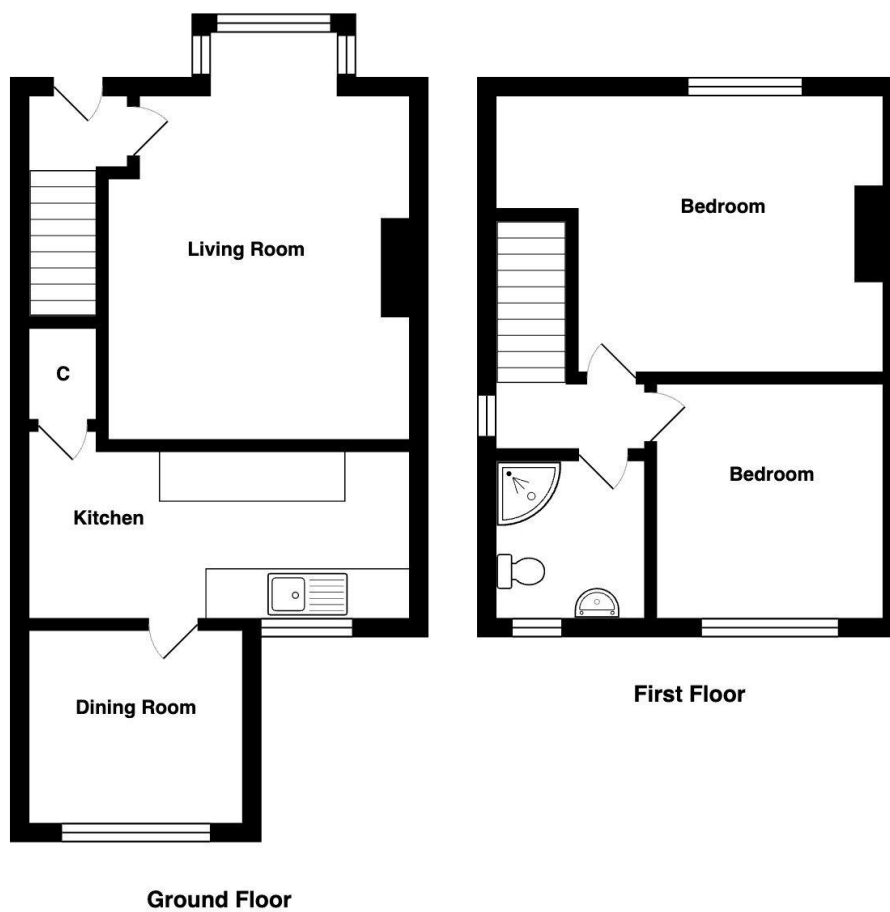 Living Room
C
Kitchen
Dining Room
Ground Floor
Bedroom
Bedroom
First Floor